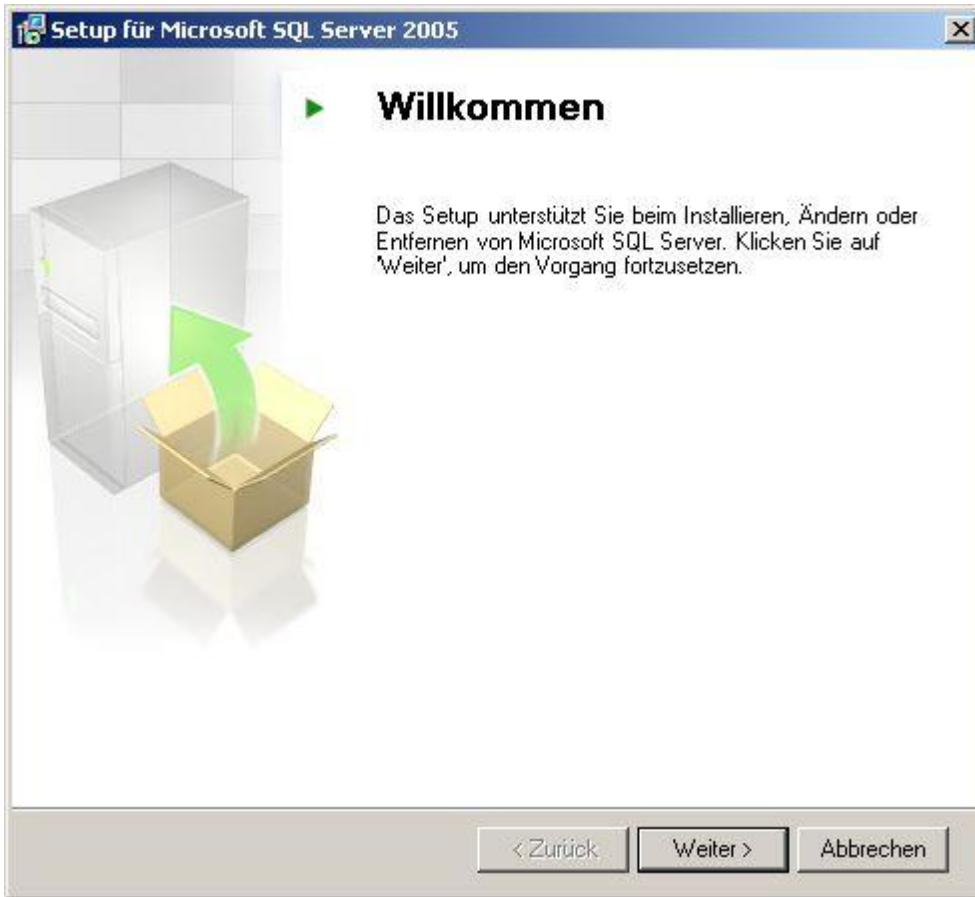 Setup für Microsoft SQL Server 2005
Willkommen
Das Setup unterstützt Sie beim Installieren, Ändern oder
Entfernen von Microsoft SQL Server. Klicken Sie auf
'Weiter', um den Vorgang fortzusetzen.
< Zurück
Weiter >
Abbrechen